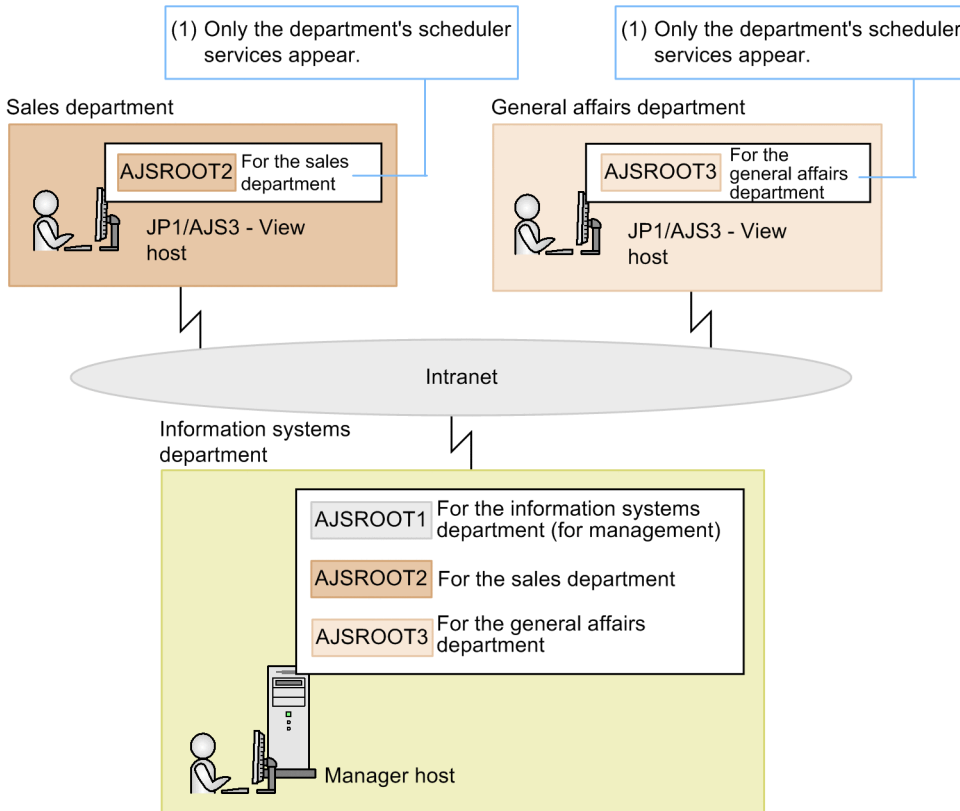 (1) Only the department's scheduler
services appear.
(1) Only the department's scheduler
services appear.
Sales department
General affairs department
AJSROOT2
For the sales
department
JP1/AJS3 - View
host
AJSROOT3
For the
general affairs
department
JP1/AJS3 - View
host
Intranet
Information systems
department
AJSROOT1
For the information systems
department (for management)
AJSROOT2
For the sales department
AJSROOT3
For the general affairs
department
Manager host